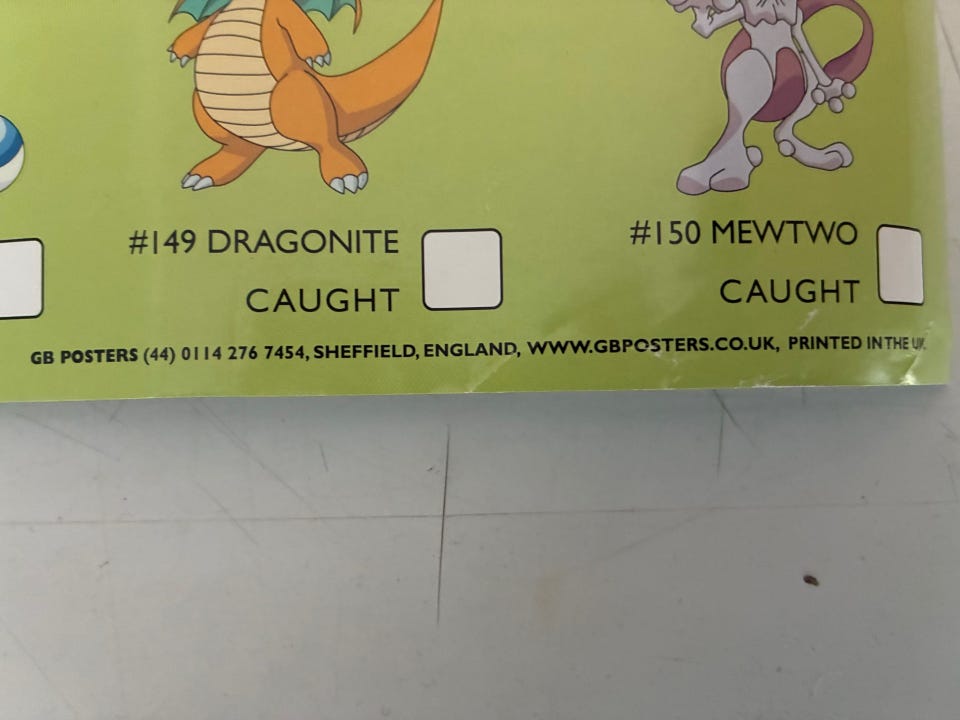 #149 DRAGONITE
CAUGHT
#150 MEWTWO
CAUGHT
GB POSTERS (44) 0114 276 7454, SHEFFIELD, ENGLAND, WWW.GBPOSTERS.CO.UK, PRINTED IN THE UK.